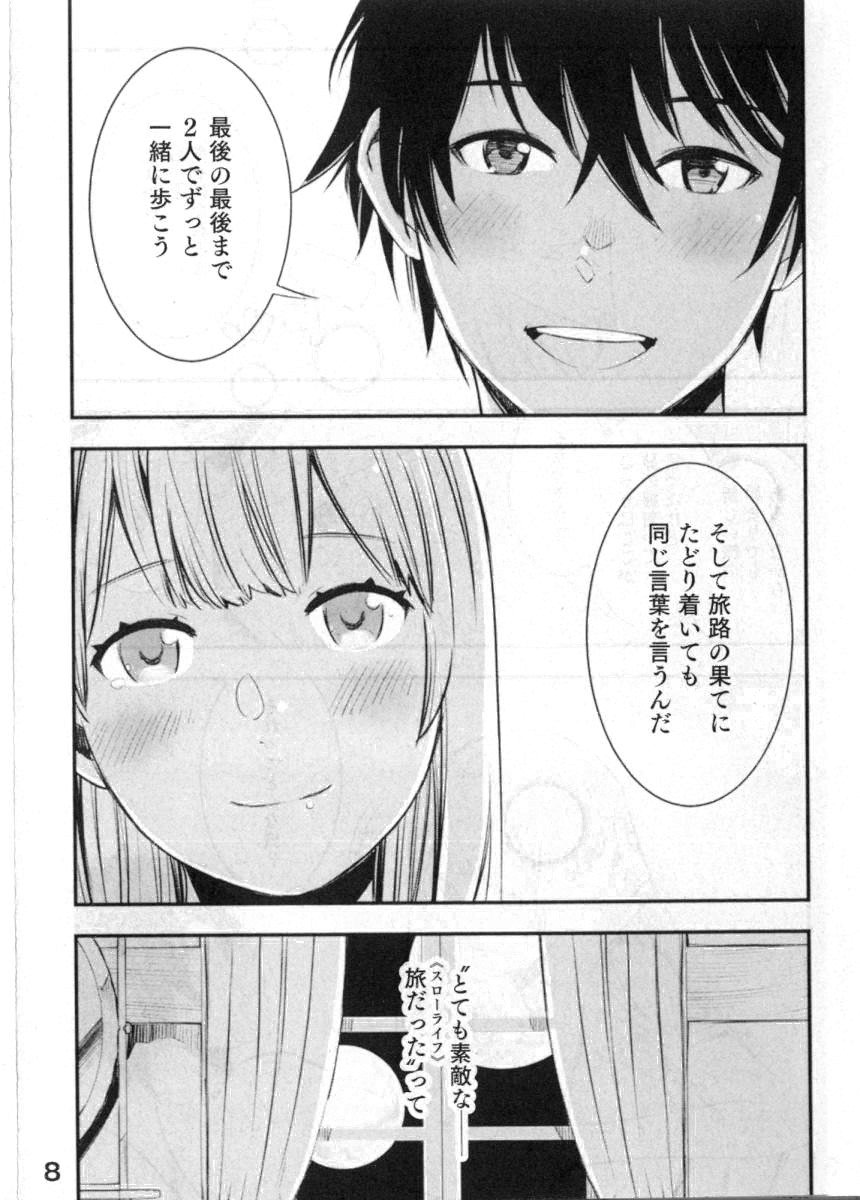 最後の最後まで
2人でずっと
一緒に歩こう
そして旅路の果てに
たどり着いても
同じ言葉を言うんだ
〝とても素敵な――
《スローライフ》
旅だった〟って
8